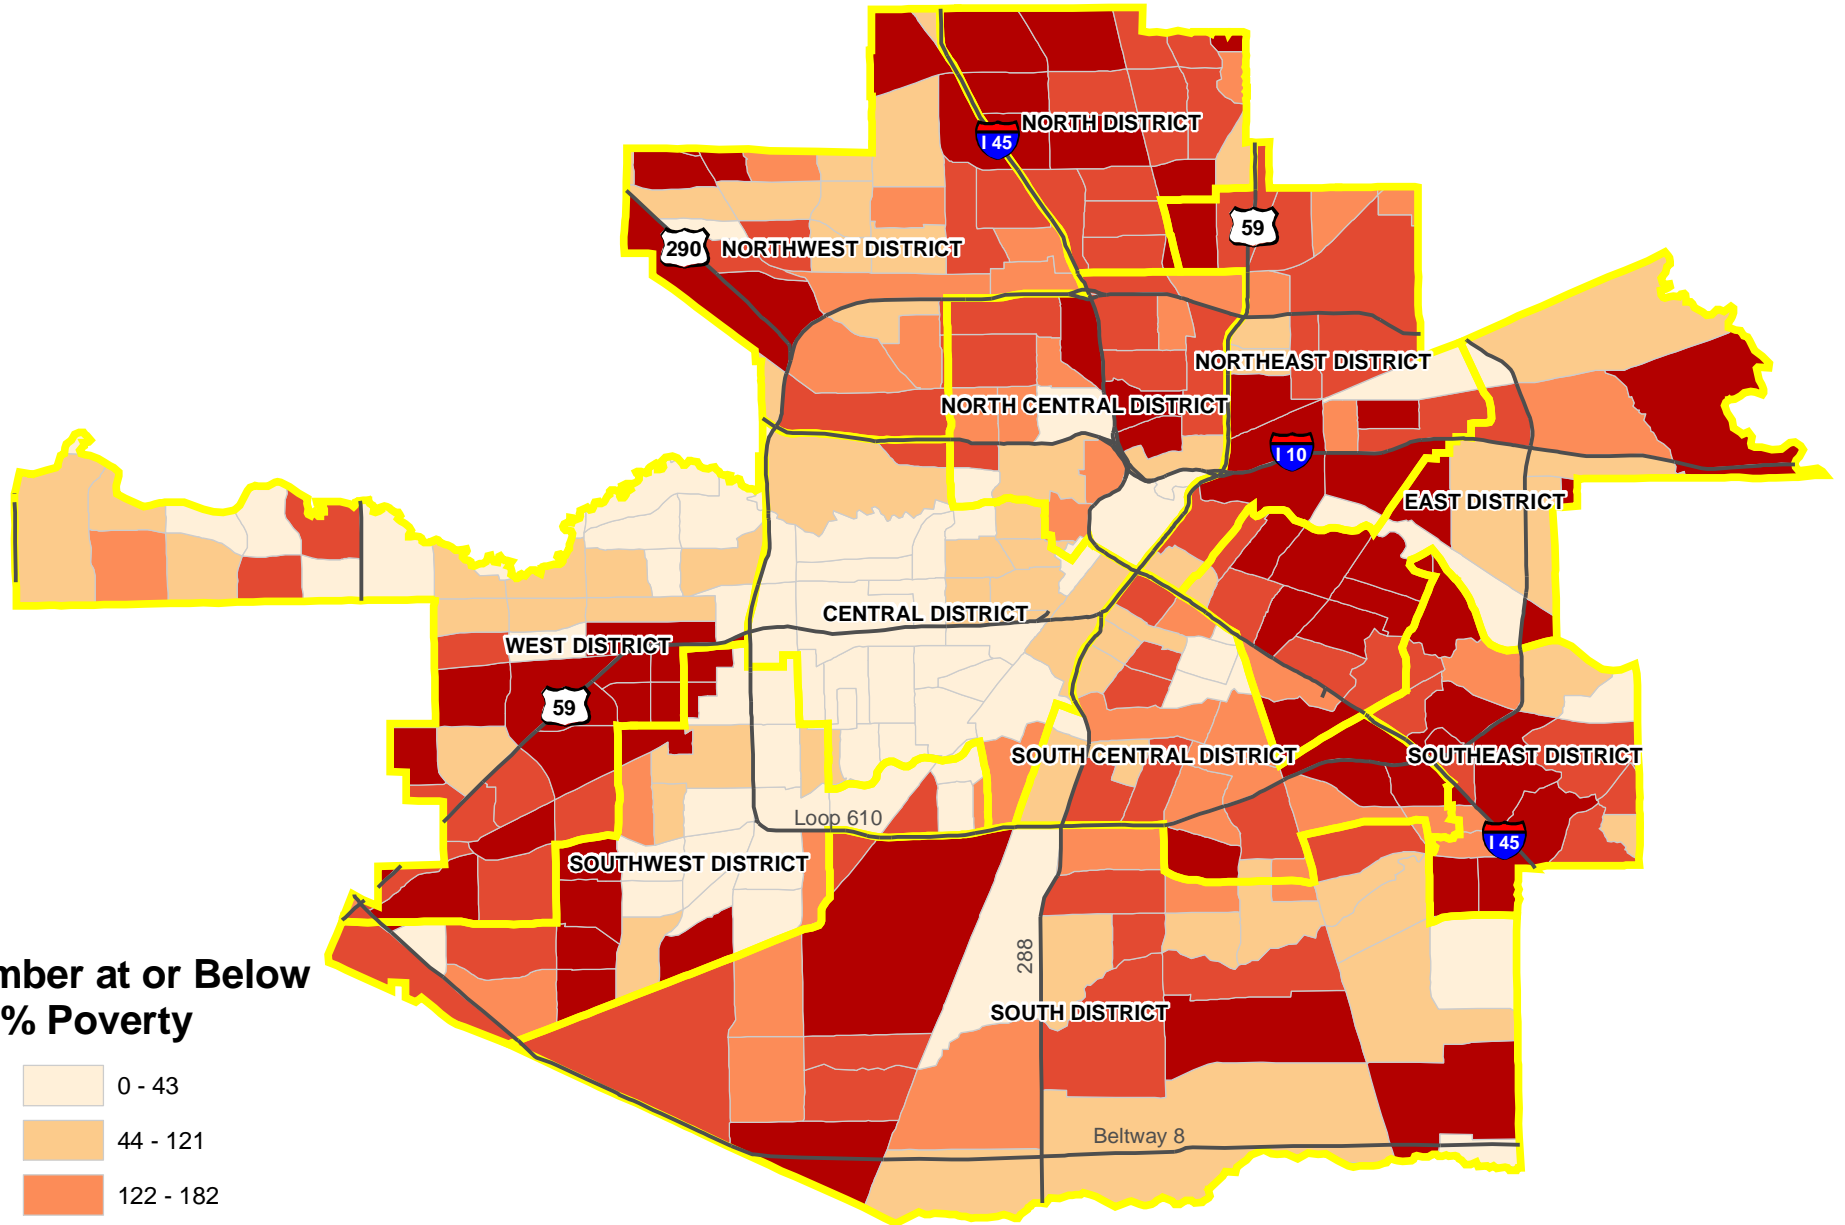 NORTH DISTRICT
I 45
59
290
NORTHWEST DISTRICT
NORTHEAST DISTRICT
NORTH CENTRAL DISTRICT
I 10
EAST DISTRICT
CENTRAL DISTRICT
WEST DISTRICT
59
SOUTH CENTRAL DISTRICT
SOUTHEAST DISTRICT
Loop 610
I 45
SOUTHWEST DISTRICT
288
SOUTH DISTRICT
Beltway 8
mber at or Below
% Poverty
0 - 43
44 - 121
122 - 182